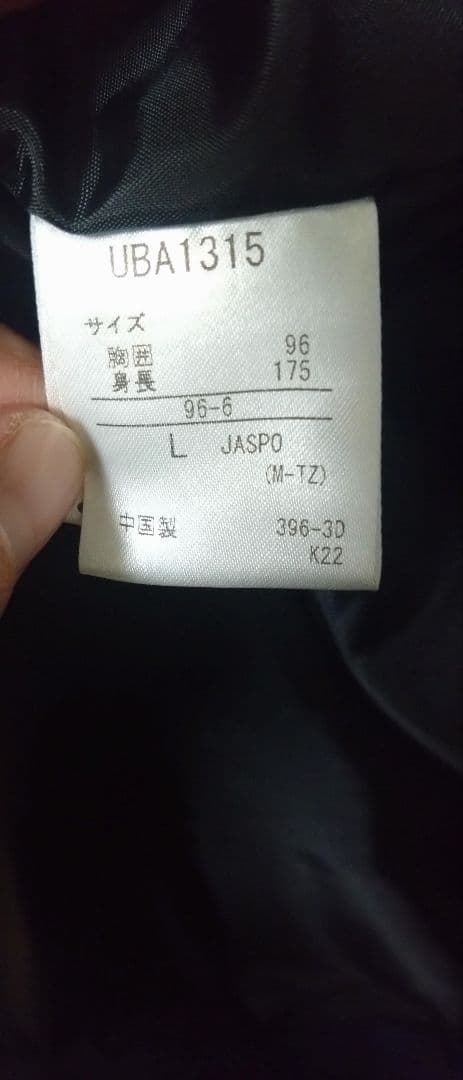 UBA1315
サイズ
胸囲 96
身長 175
96-6
L JASPO
(M-TZ)
中国製 396-3D
K22